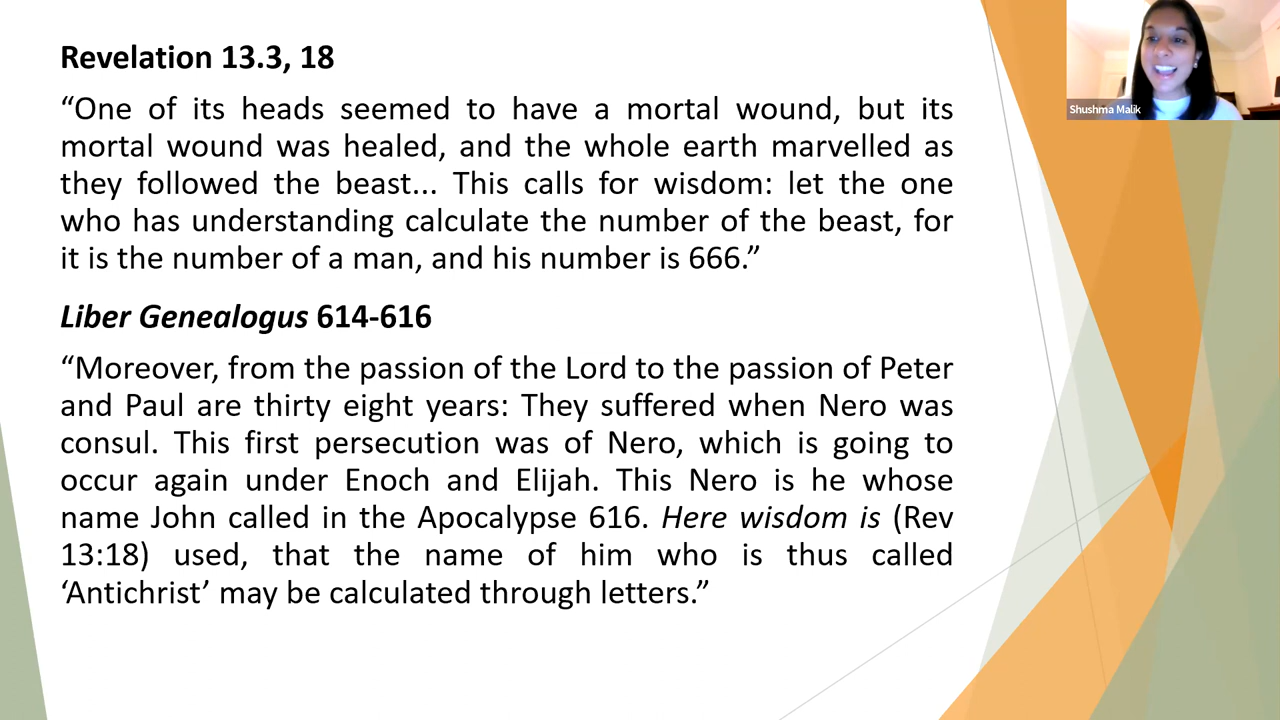 Revelation 13.3, 18
“One of its heads seemed to have a mortal wound, but its
mortal wound was healed, and the whole earth marvelled as
they followed the beast... This calls for wisdom: let the one
who has understanding calculate the number of the beast, for
it is the number of a man, and his number is 666.”
Liber Genealogus 614-616
“Moreover, from the passion of the Lord to the passion of Peter
and Paul are thirty eight years: They suffered when Nero was
consul. This first persecution was of Nero, which is going to
occur again under Enoch and Elijah. This Nero is he whose
name John called in the Apocalypse 616. Here wisdom is (Rev
13:18) used, that the name of him who is thus called
‘Antichrist’ may be calculated through letters.”
Shushma Malik